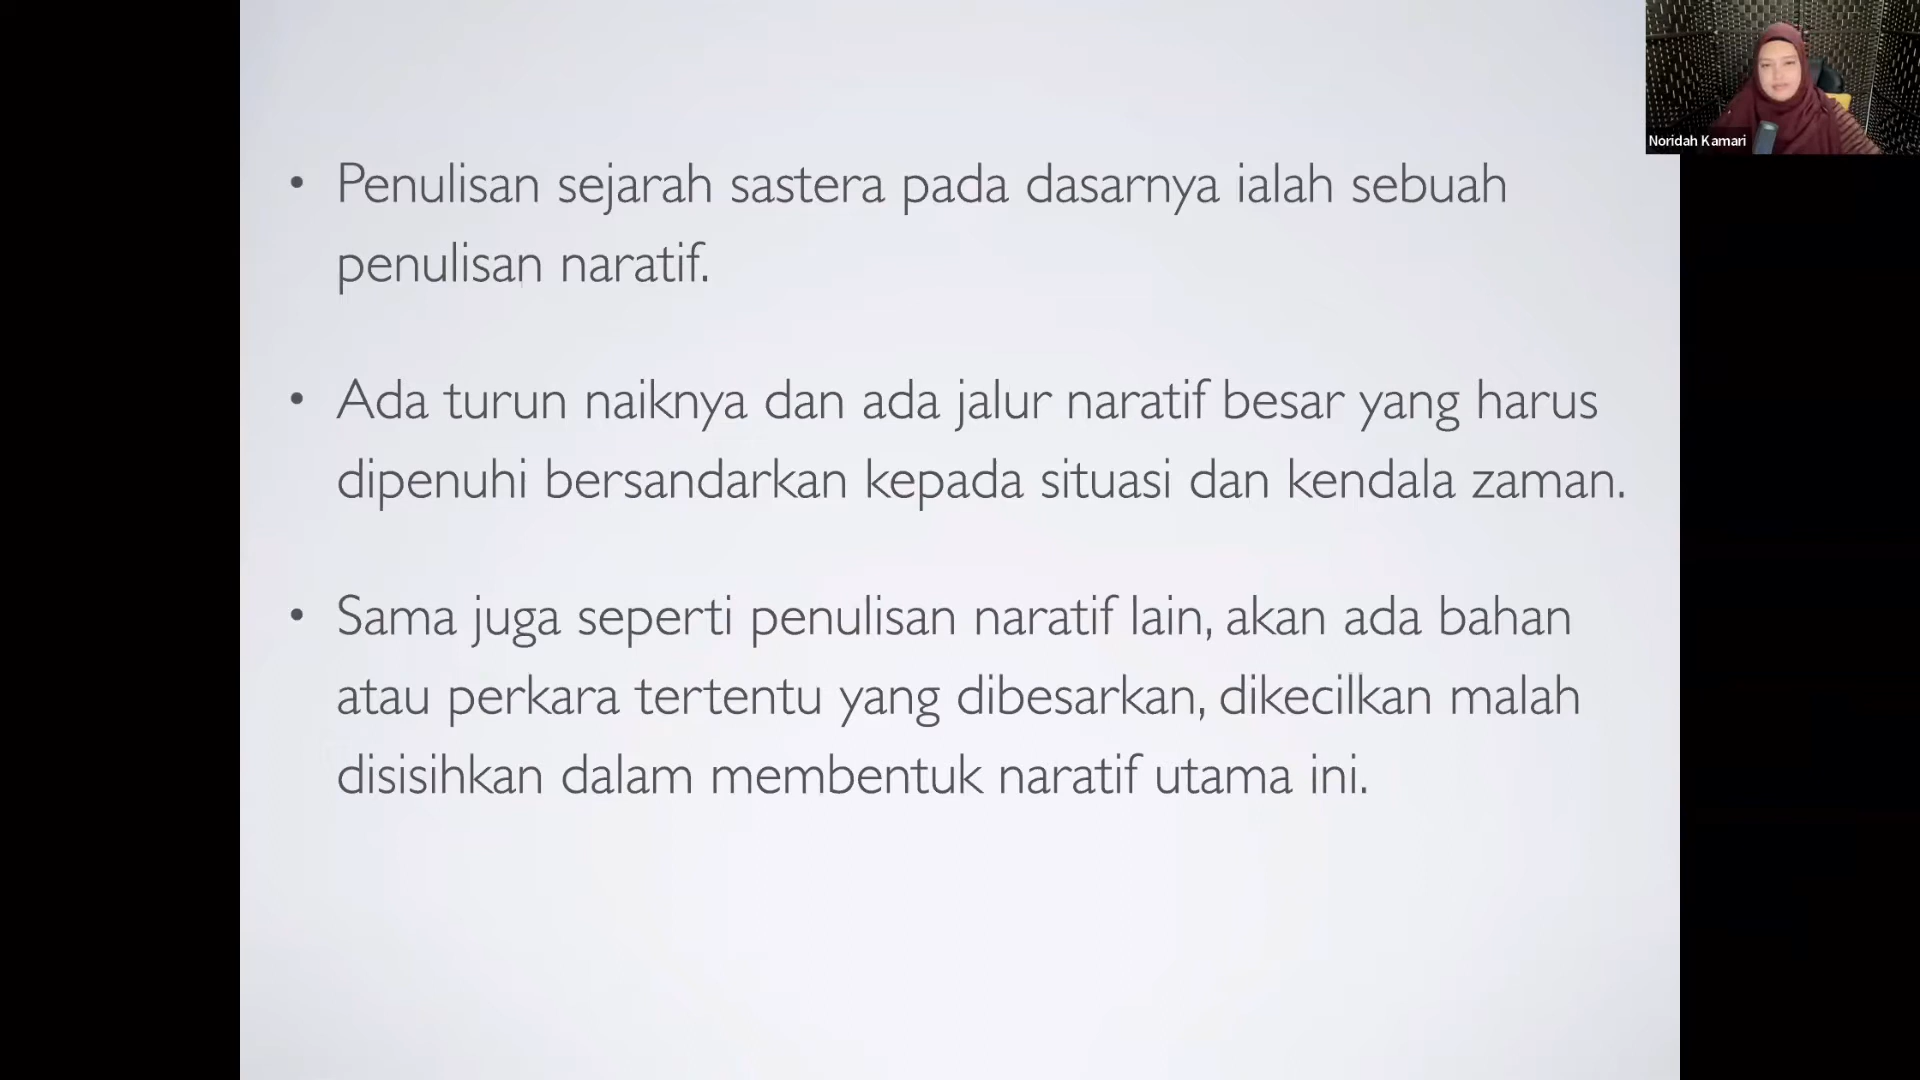 • Penulisan sejarah sastera pada dasarnya ialah sebuah
penulisan naratif.
• Ada turun naiknya dan ada jalur naratif besar yang harus
dipenuhi bersandarkan kepada situasi dan kendala zaman.
• Sama juga seperti penulisan naratif lain, akan ada bahan
atau perkara tertentu yang dibesarkan, dikecilkan malah
disisihkan dalam membentuk naratif utama ini.
Noridah Kamari